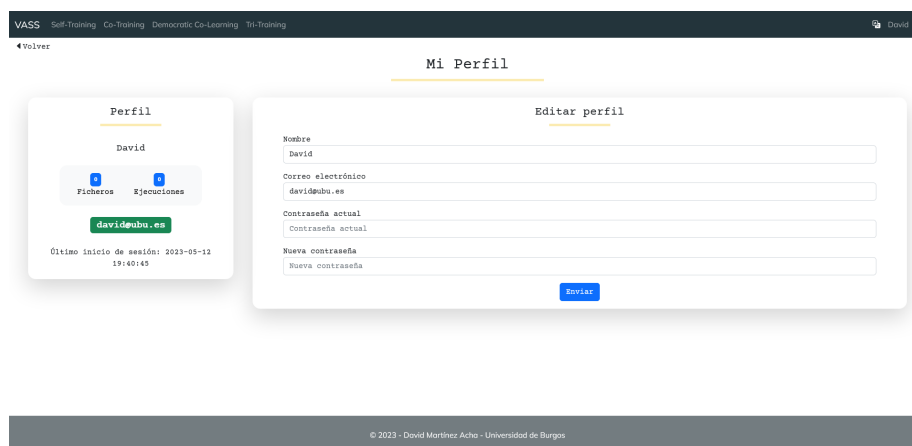 VASS Self-Training Co-Training Democratic Co-Learning Tri-Training David
Volver
Mi Perfil
Perfil
David
0 0
Ficheros Ejecuciones
david@ubu.es
Último inicio de sesión: 2023-05-12
19:40:45
Editar perfil
Nombre
David
Correo electrónico
david@ubu.es
Contraseña actual
Contraseña actual
Nueva contraseña
Nueva contraseña
Enviar
© 2023 - David Martínez Acha - Universidad de Burgos